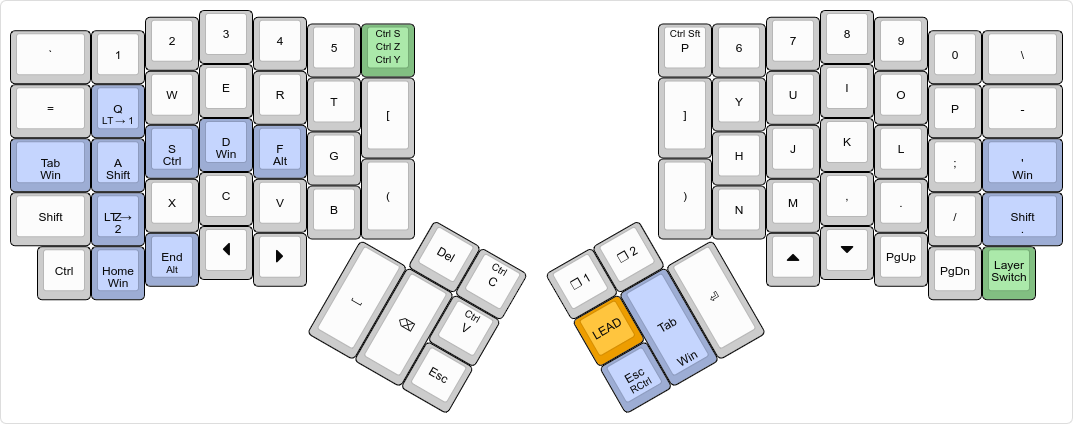 `
1
2
3
4
5
Ctrl S
Ctrl Z
Ctrl Y
=
Q
LT→ 1
W
E
R
T
[
Tab
Win
A
Shift
S
Ctrl
D
Win
F
Alt
G
Shift
LT→
Z
2
X
C
V
B
(
Ctrl
Home
Win
End
Alt
Del
Ctrl
C
Ctrl
V
Esc
Ctrl Sft
P
6
7
8
9
0
\
]
Y
U
I
O
P
-
H
J
K
L
;
'
Win
)
N
M
,
.
/
Shift
.
PgUp
PgDn
Layer
Switch
❐ 1
❐ 2
LEAD
Tab
Win
⏎
Esc
RCtrl